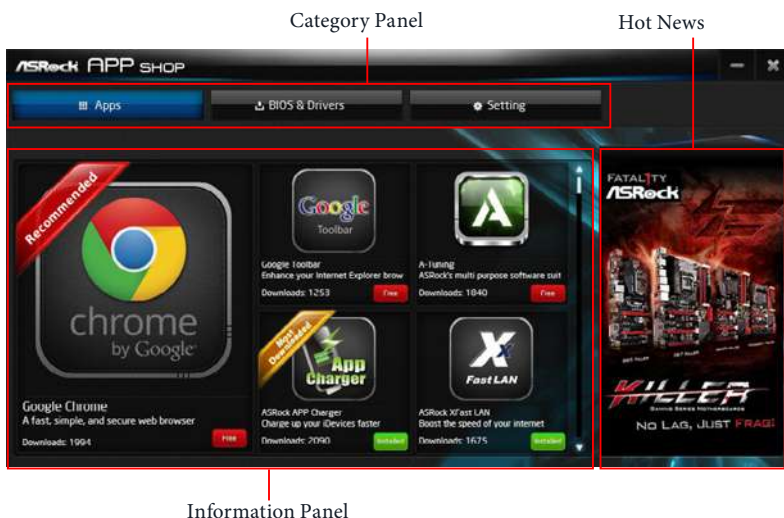 Category Panel
Hot News
ASRock APP SHOP
Apps
BIOS & Drivers
Setting
Recommended
chrome
by Google
Google Chrome
A fast, simple, and secure web browser
Downloads: 1994
Free
Google
Toolbar
Google Toolbar
Enhance your Internet Explorer brow
Downloads: 1253
Free
A-Tuning
ASRock's multi purpose software suit
Downloads: 1040
Free
Most Downloaded
App
Charger
ASRock APP Charger
Charge up your iDevices faster
Downloads: 2090
Installed
Fast LAN
ASRock XFast LAN
Boost the speed of your internet
Downloads: 1675
Installed
FATAL1TY
ASRock
KILLER
GAMING SERIES MOTHERBOARDS
NO LAG, JUST FRAG!
Information Panel